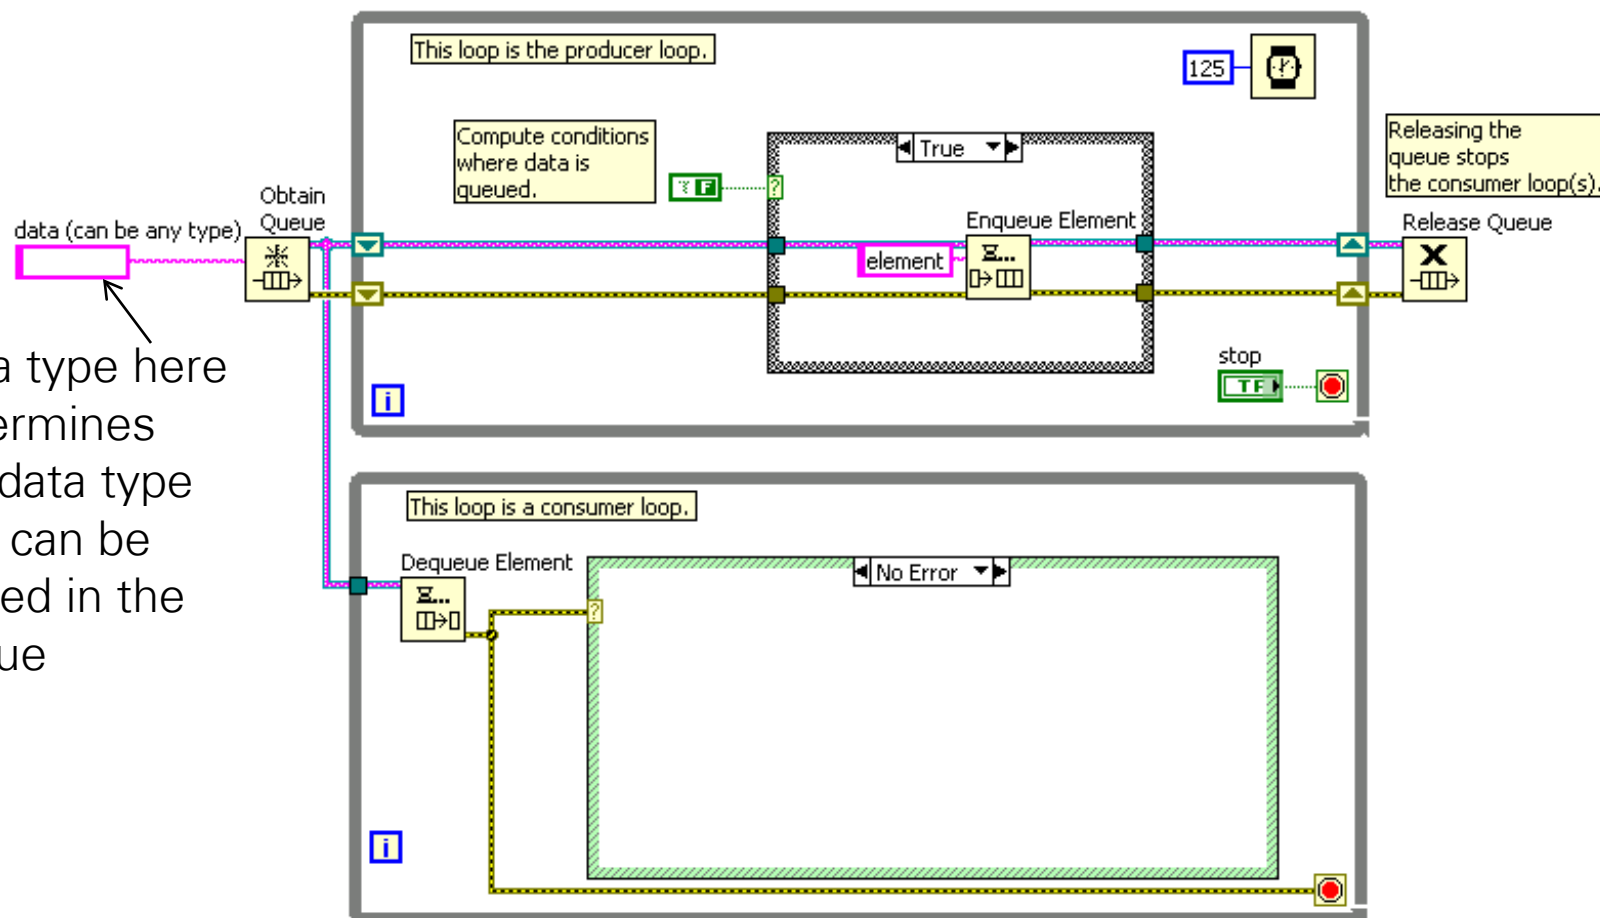 This loop is the producer loop.
125
Compute conditions
where data is
queued.
True
Releasing the
queue stops
the consumer loop(s).
Obtain
Queue
data (can be any type)
Enqueue Element
Release Queue
element
F
?
stop
TF
i
a type here
ermines
data type
can be
ed in the
ue
This loop is a consumer loop.
Dequeue Element
No Error
?
i